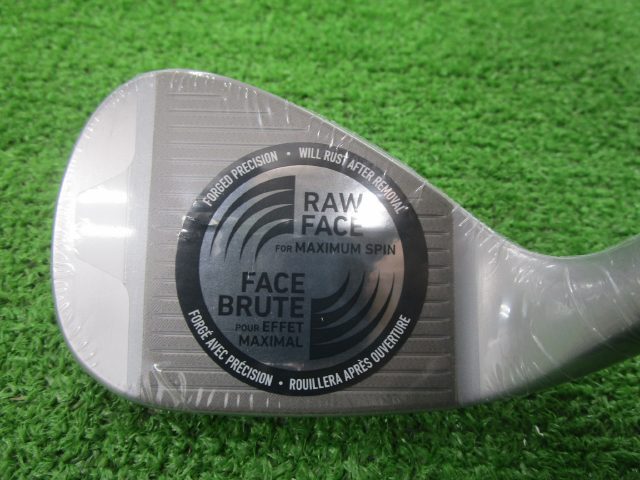 FORGED PRECISION • WILL RUST AFTER REMOVAL*
RAW
FACE
FOR MAXIMUM SPIN
FACE
BRUTE
POUR EFFET
MAXIMAL
FORGÉ AVEC PRÉCISION • ROUILLERA APRÈS OUVERTURE